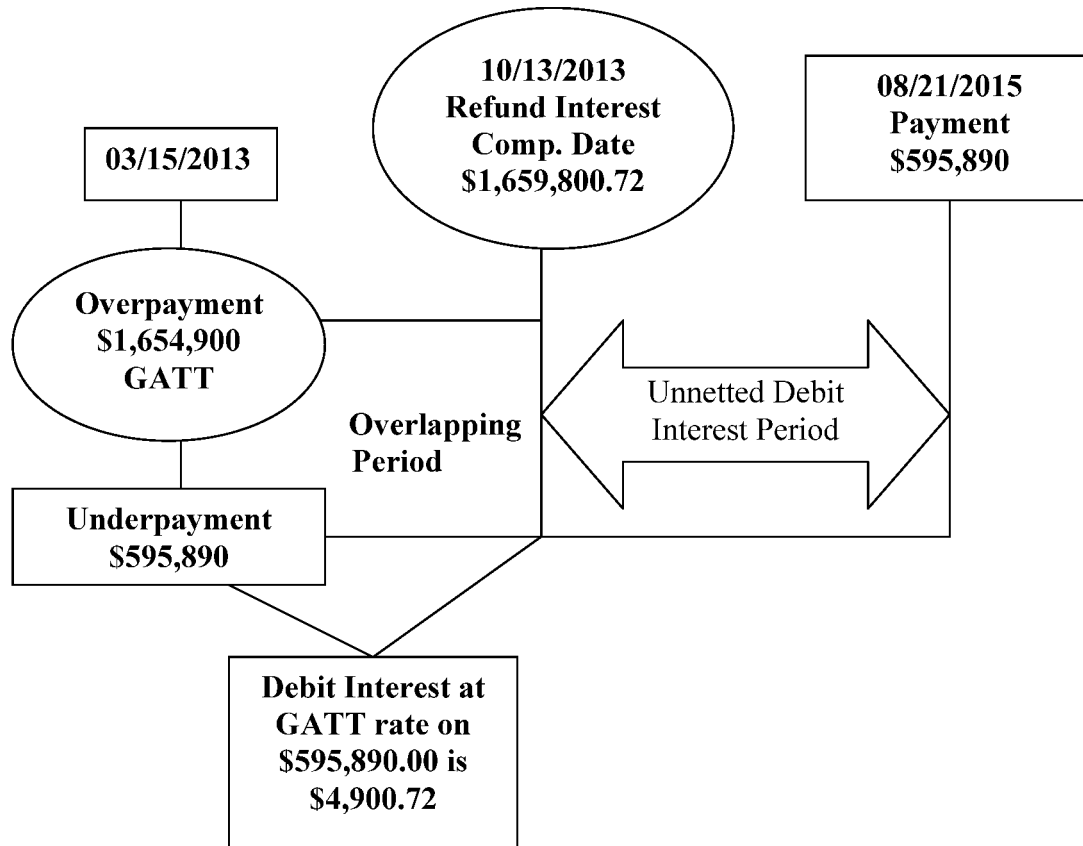 03/15/2013
10/13/2013
Refund Interest
Comp. Date
$1,659,800.72
08/21/2015
Payment
$595,890
Overpayment
$1,654,900
GATT
Overlapping
Period
Unnetted Debit
Interest Period
Underpayment
$595,890
Debit Interest at
GATT rate on
$595,890.00 is
$4,900.72